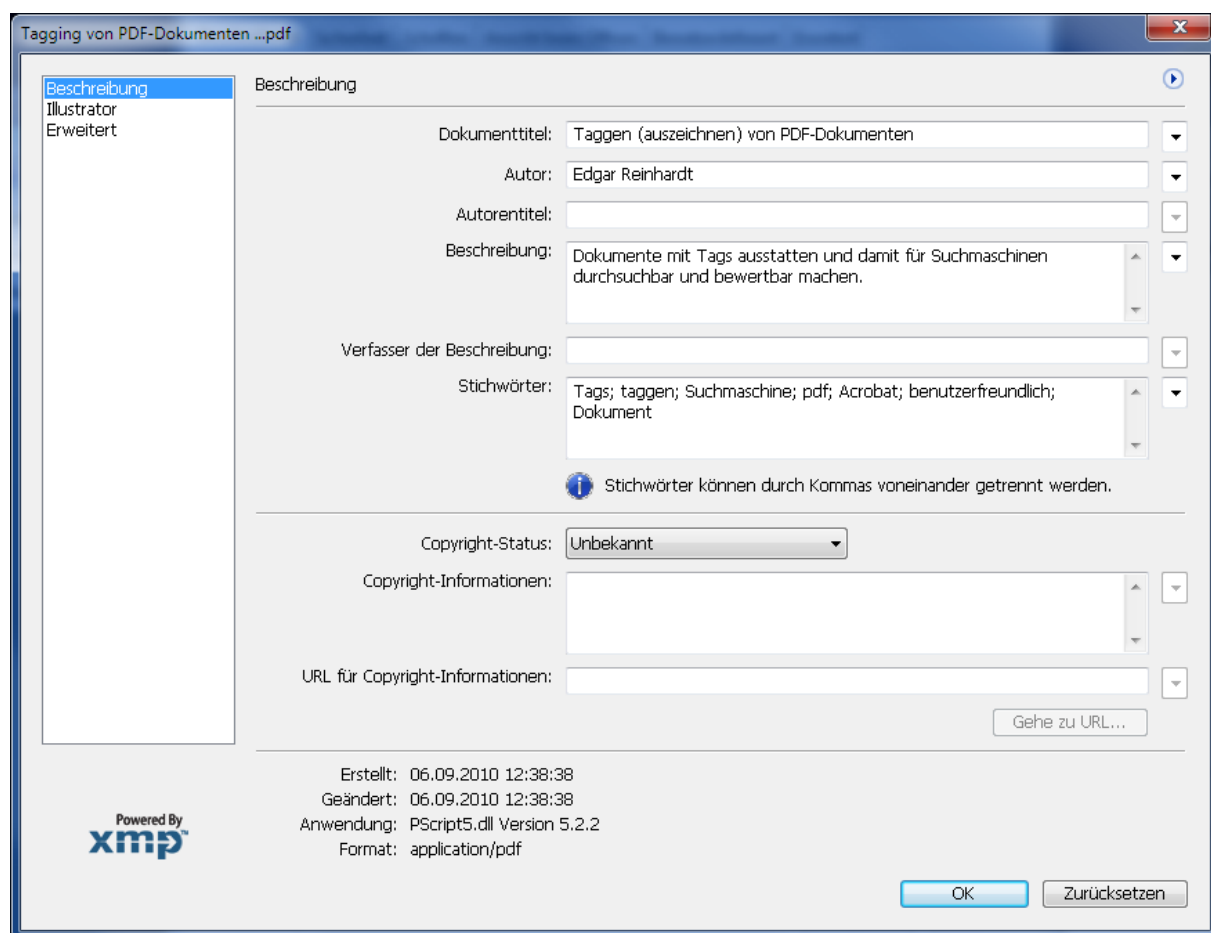 Tagging von PDF-Dokumenten ...pdf
Beschreibung
Illustrator
Erweitert
Beschreibung
Dokumenttitel: Taggen (auszeichnen) von PDF-Dokumenten
Autor: Edgar Reinhardt
Autorentitel:
Beschreibung: Dokumente mit Tags ausstatten und damit für Suchmaschinen
durchsuchbar und bewertbar machen.
Verfasser der Beschreibung:
Stichwörter: Tags; taggen; Suchmaschine; pdf; Acrobat; benutzerfreundlich;
Dokument
Stichwörter können durch Kommas voneinander getrennt werden.
Copyright-Status: Unbekannt
Copyright-Informationen:
URL für Copyright-Informationen:
Gehe zu URL...
Erstellt: 06.09.2010 12:38:38
Geändert: 06.09.2010 12:38:38
Anwendung: PScript5.dll Version 5.2.2
Format: application/pdf
Powered By
xmp™
OK
Zurücksetzen